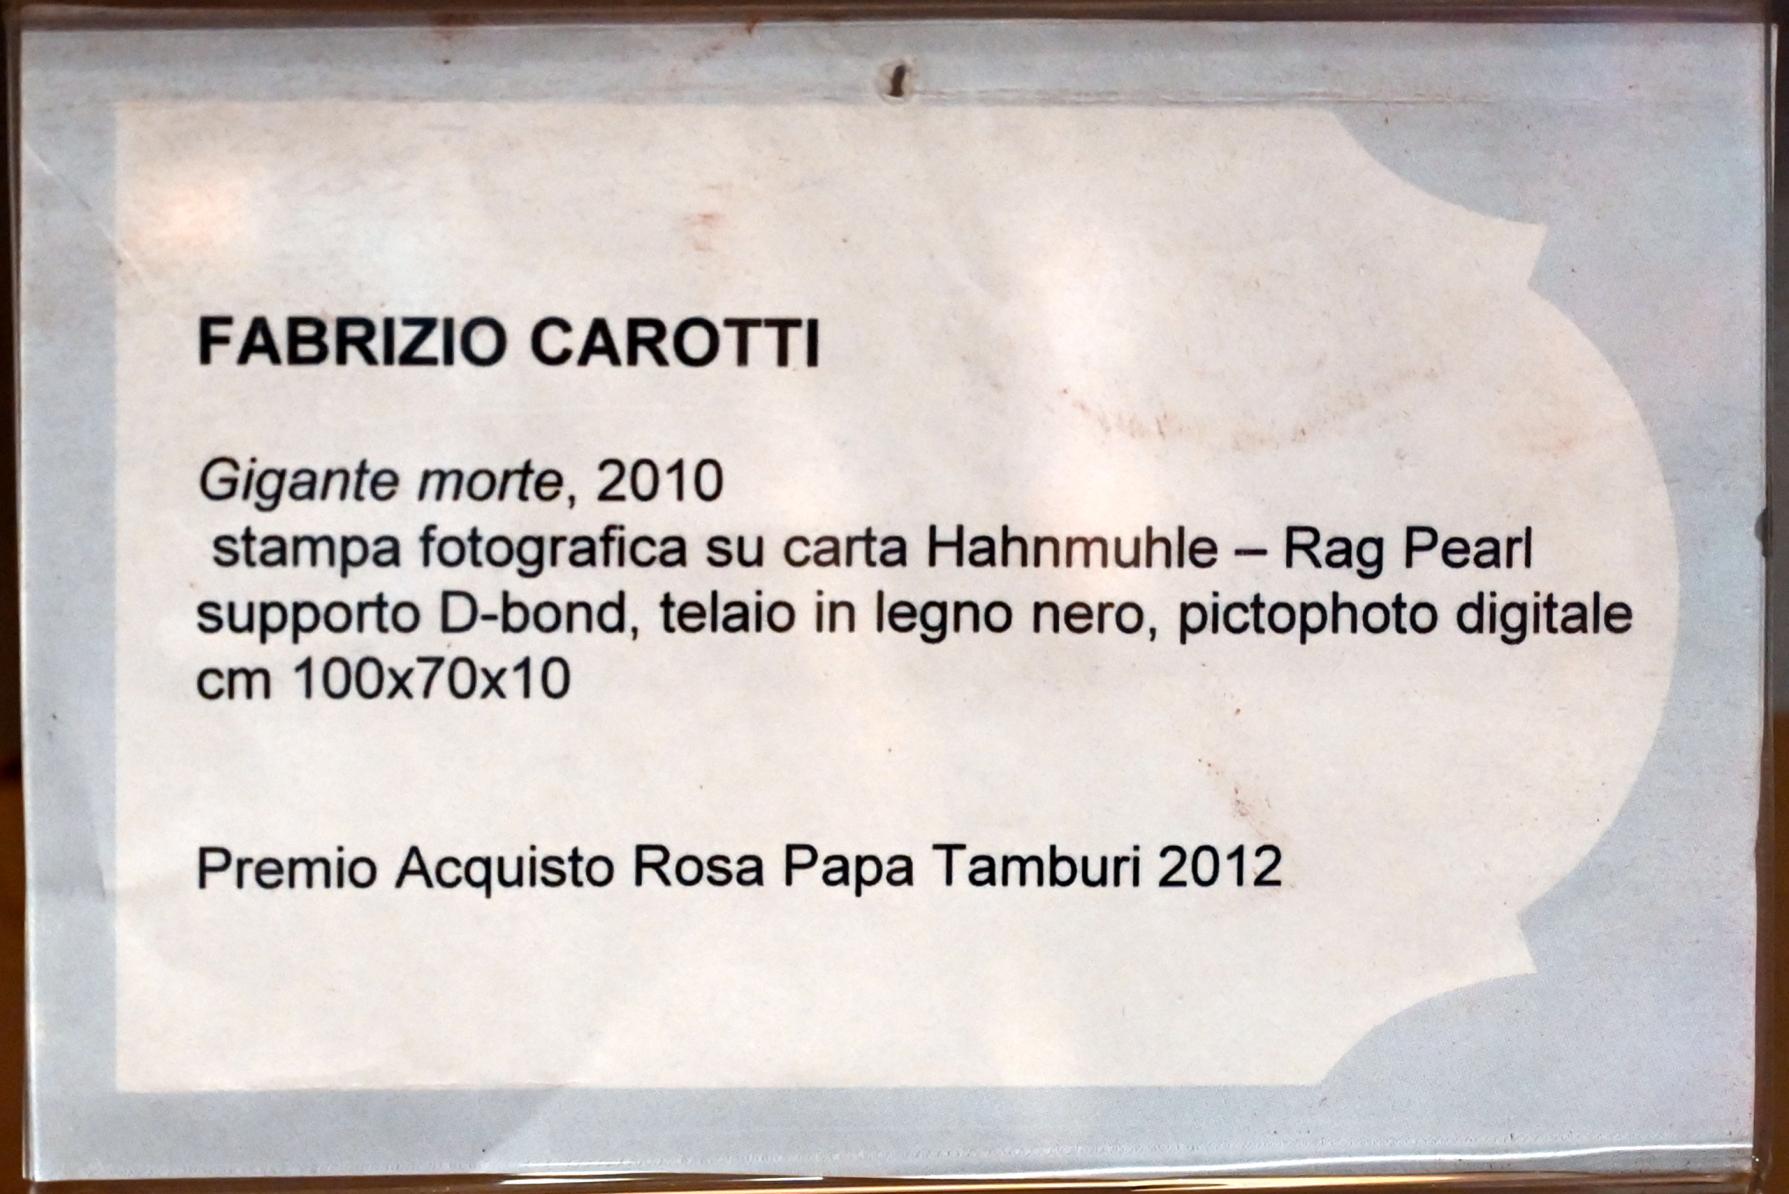 FABRIZIO CAROTTI
Gigante morte, 2010
stampa fotografica su carta Hahnmuhle – Rag Pearl
supporto D-bond, telaio in legno nero, pictophoto digitale
cm 100x70x10
Premio Acquisto Rosa Papa Tamburi 2012